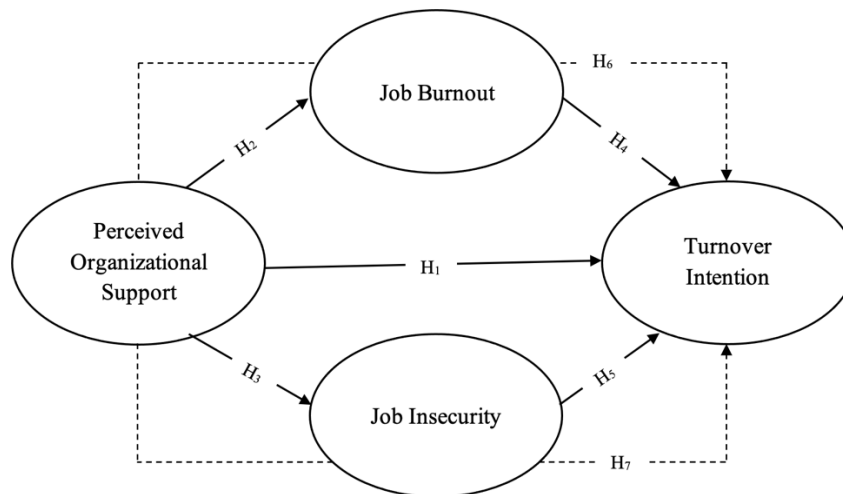 Job Burnout
H₆
H₂
H₄
Perceived
Organizational
Support
H₁
Turnover
Intention
H₃
Job Insecurity
H₅
H₇